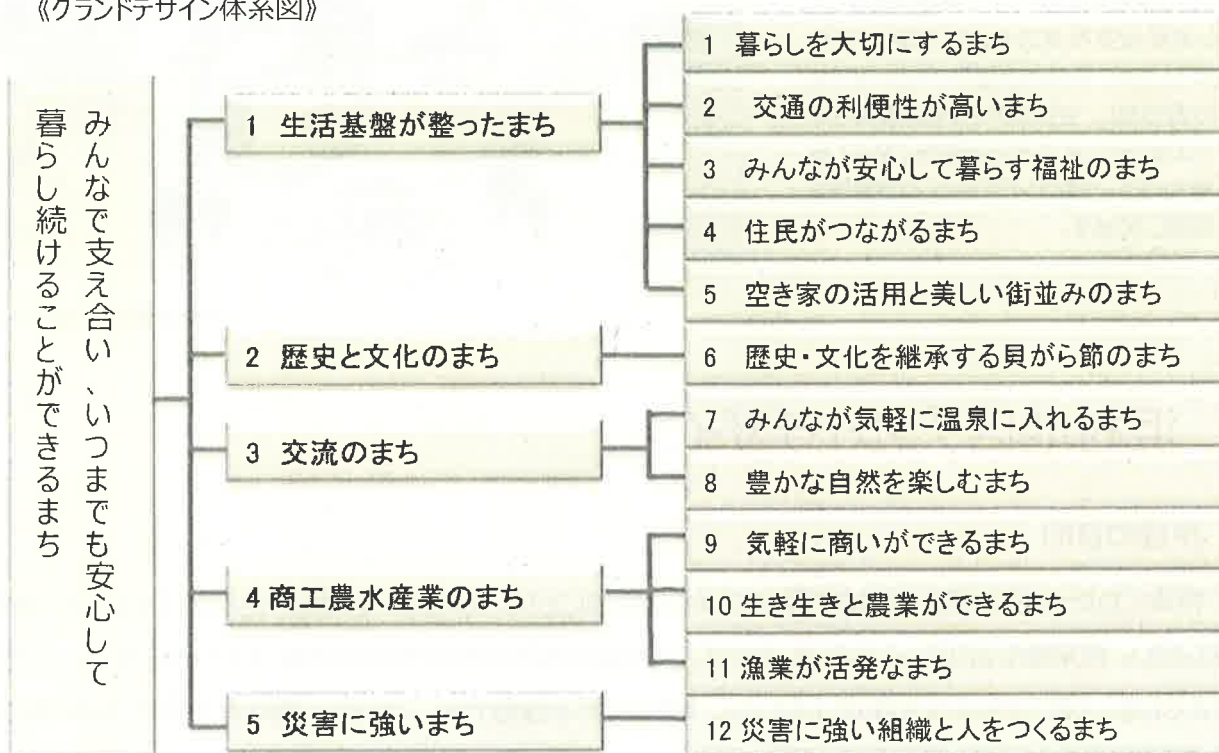 《グランドデザイン体系図》
みんなで支え合い、いつまでも安心して
暮らし続けることができるまち
1 生活基盤が整ったまち
1 暮らしを大切にするまち
2 交通の利便性が高いまち
3 みんなが安心して暮らす福祉のまち
4 住民がつながるまち
5 空き家の活用と美しい街並みのまち
2 歴史と文化のまち
6 歴史・文化を継承する貝がら節のまち
3 交流のまち
7 みんなが気軽に温泉に入れるまち
8 豊かな自然を楽しむまち
4 商工農水産業のまち
9 気軽に商いができるまち
10 生き生きと農業ができるまち
11 漁業が活発なまち
5 災害に強いまち
12 災害に強い組織と人をつくるまち